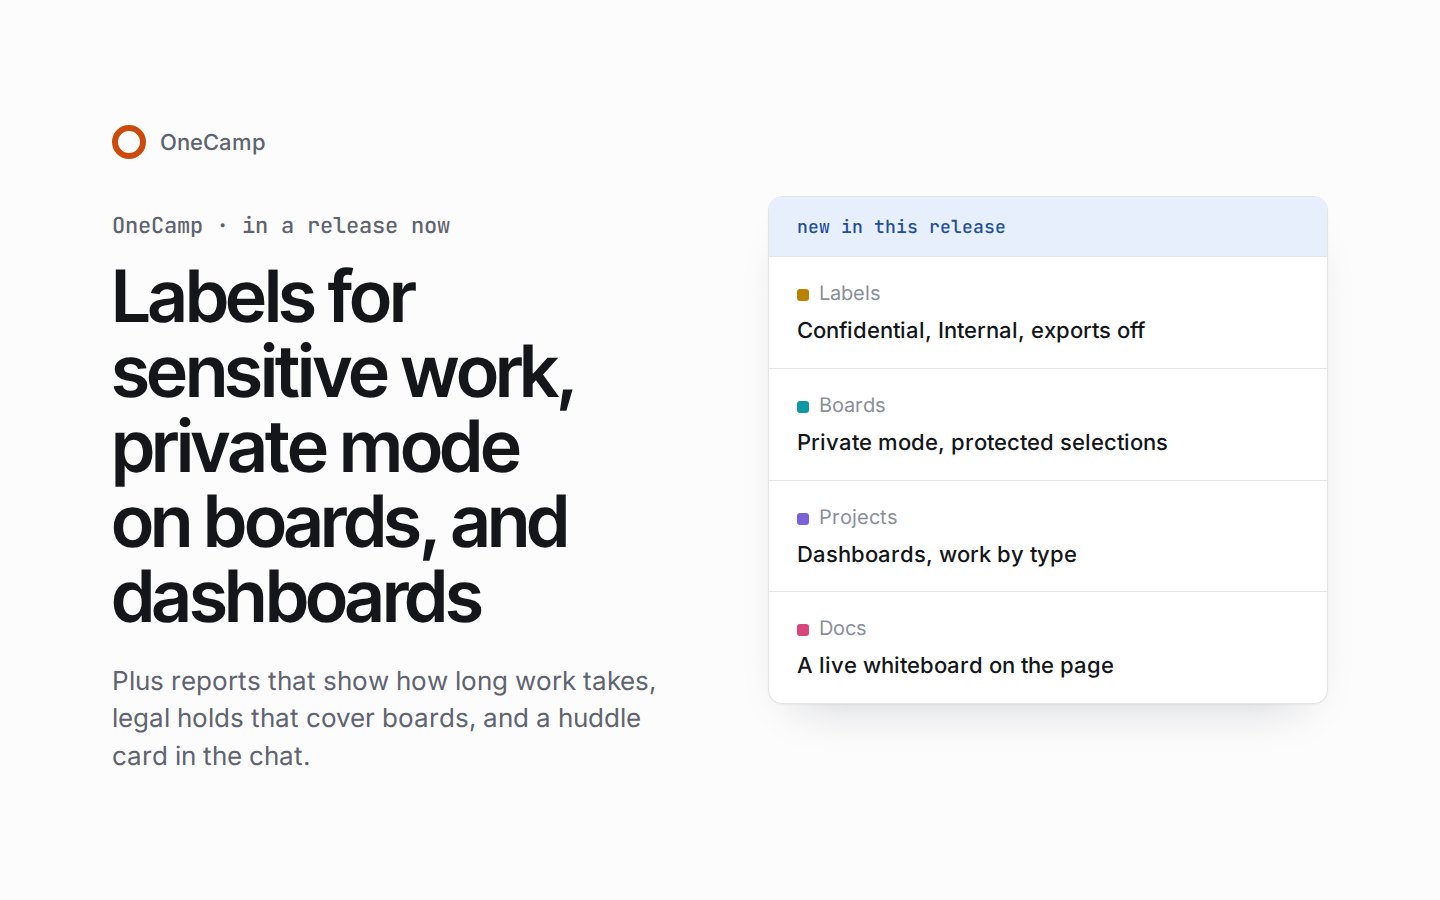 OneCamp
OneCamp · in a release now
Labels for
sensitive work,
private mode
on boards, and
dashboards
Plus reports that show how long work takes,
legal holds that cover boards, and a huddle
card in the chat.
new in this release
Labels
Confidential, Internal, exports off
Boards
Private mode, protected selections
Projects
Dashboards, work by type
Docs
A live whiteboard on the page